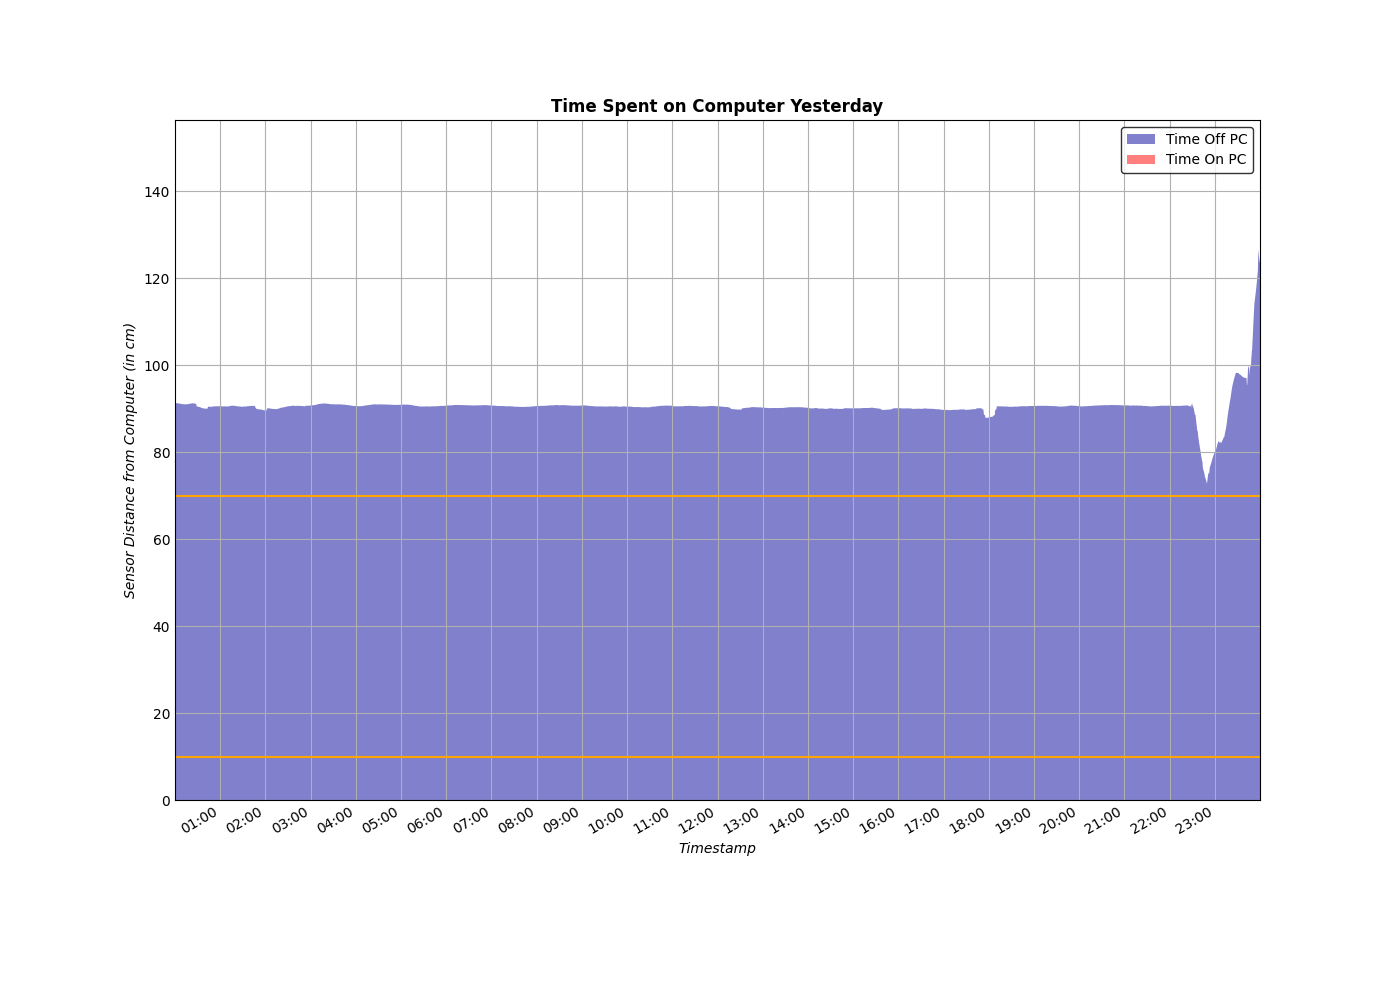 Time Spent on Computer Yesterday
Time Off PC
Time On PC
Sensor Distance from Computer (in cm)
140
120
100
80
60
40
20
0
01:00 02:00 03:00 04:00 05:00 06:00 07:00 08:00 09:00 10:00 11:00 12:00 13:00 14:00 15:00 16:00 17:00 18:00 19:00 20:00 21:00 22:00 23:00
Timestamp